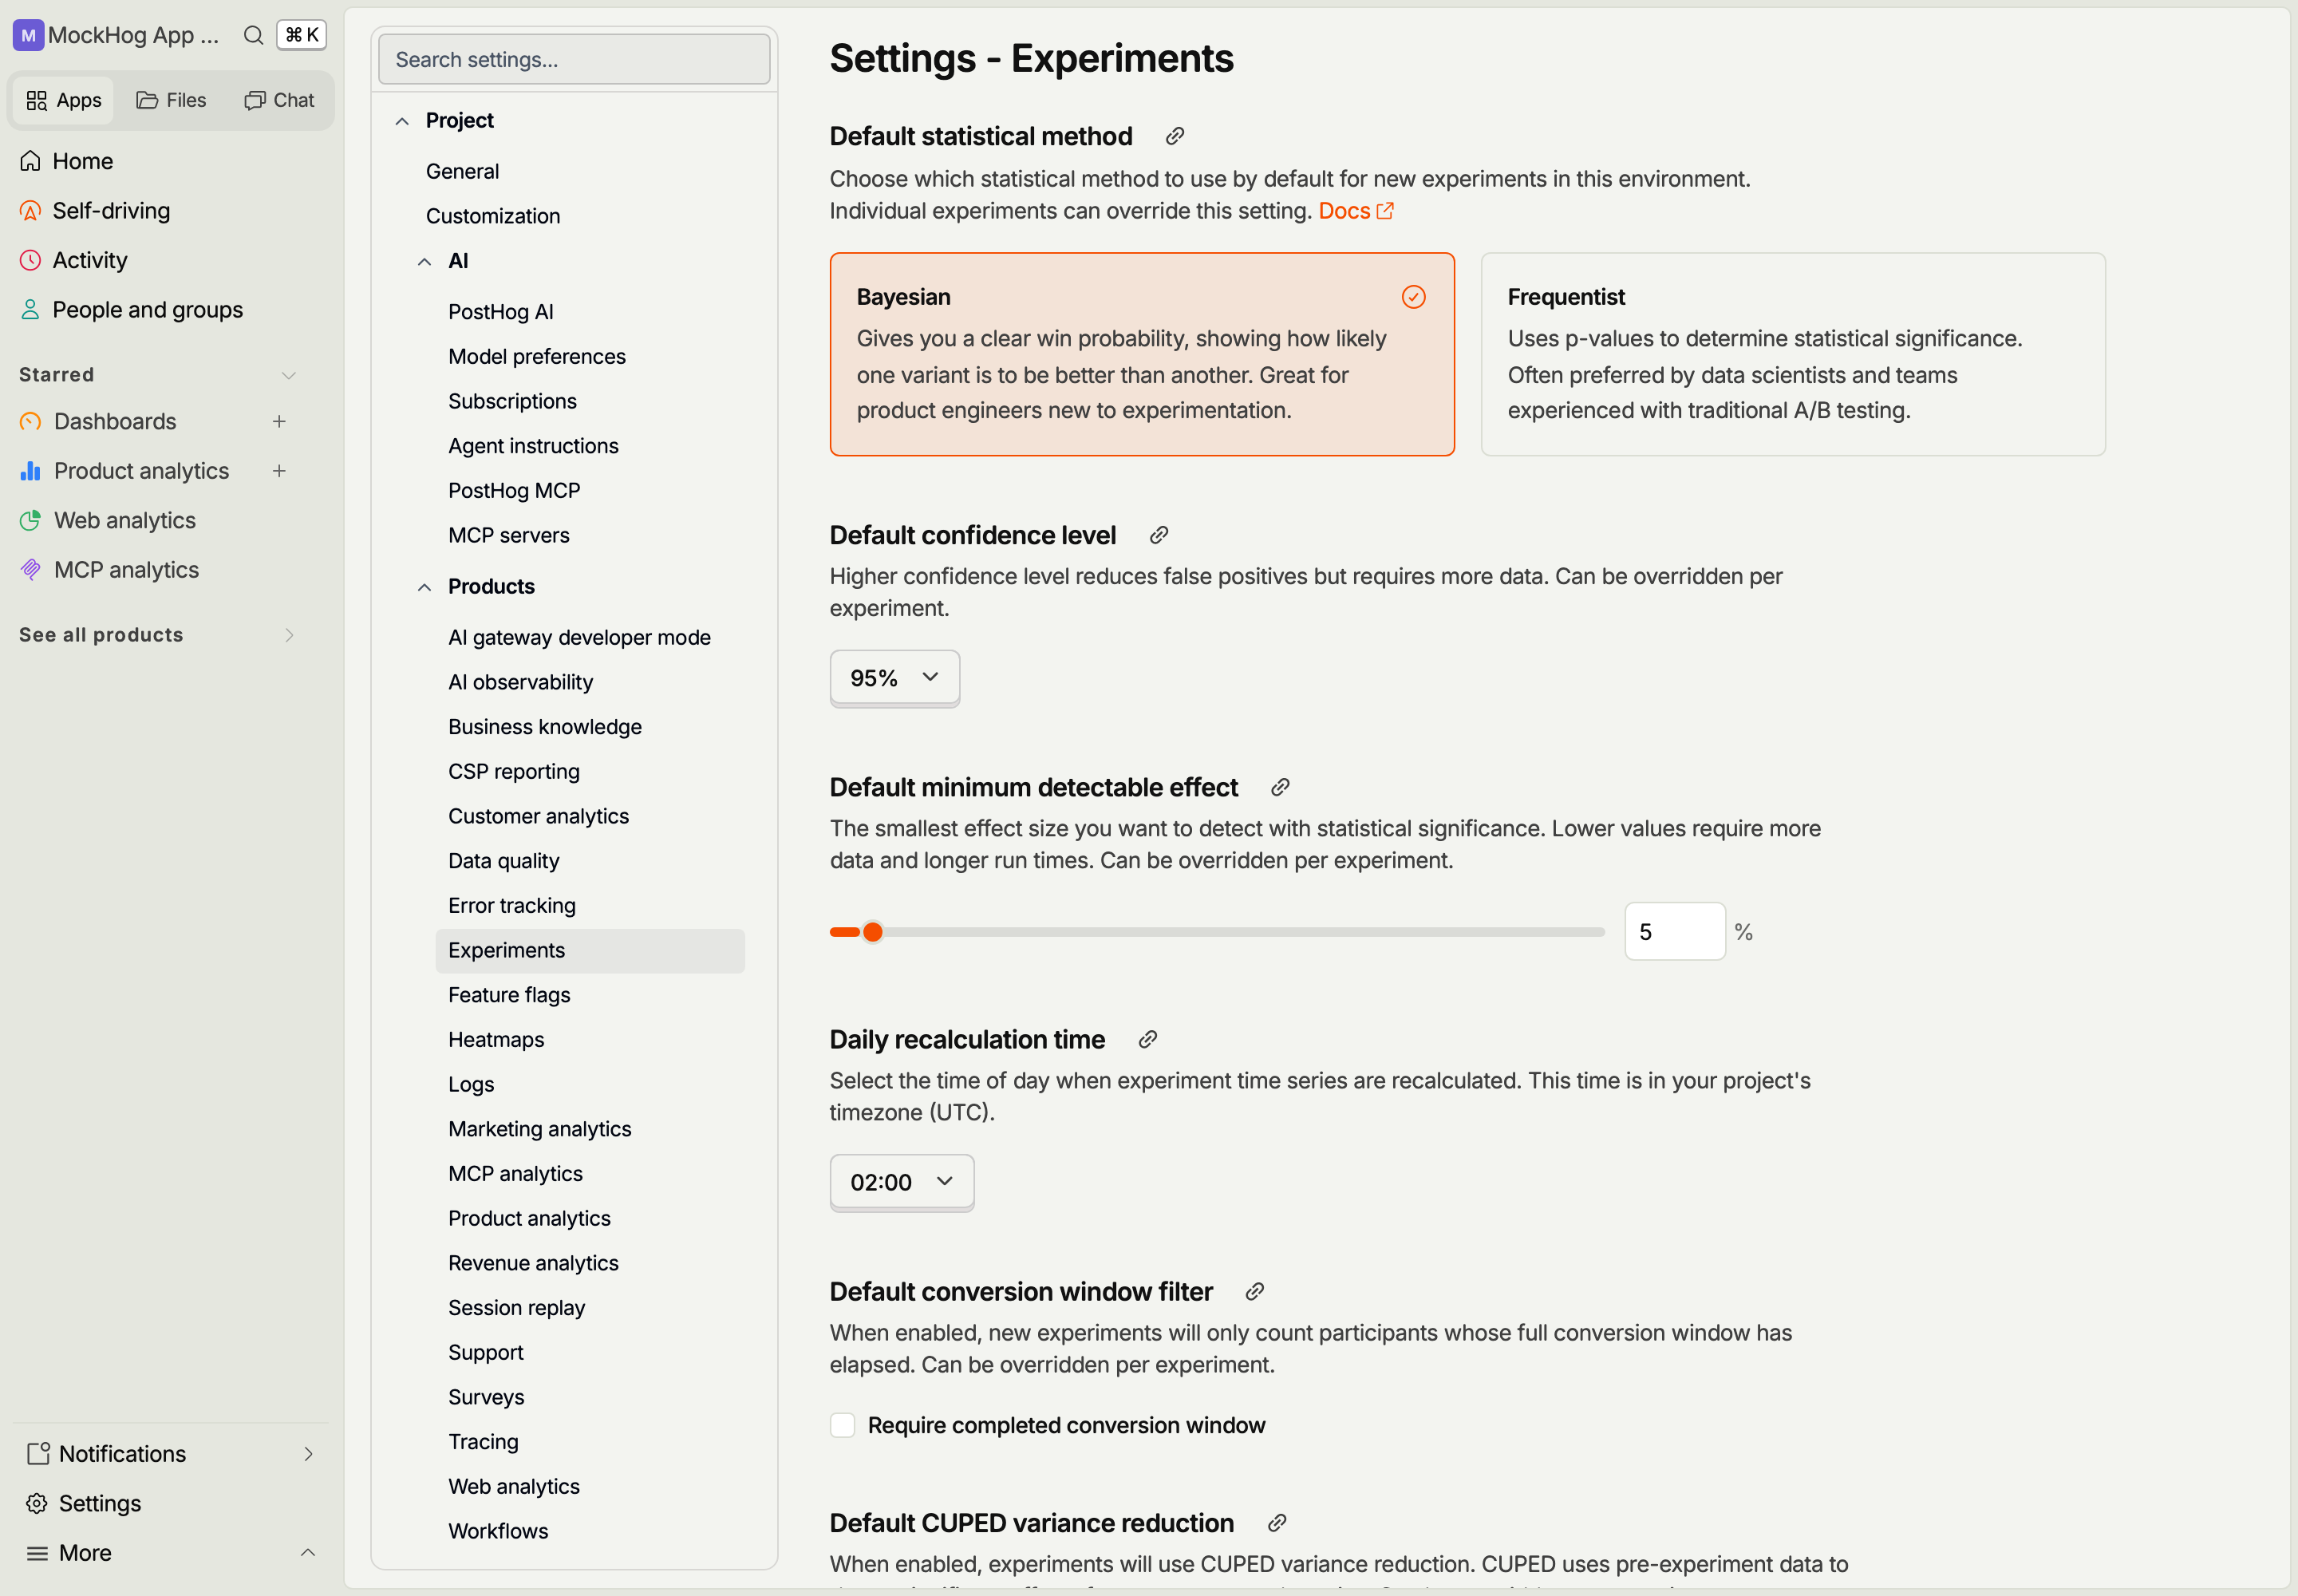 M MockHog App ... ⌘ K
Apps Files Chat
Home
Self-driving
Activity
People and groups
Starred
Dashboards +
Product analytics +
Web analytics
MCP analytics
See all products
Notifications
Settings
More
Search settings...
Project
General
Customization
AI
PostHog AI
Model preferences
Subscriptions
Agent instructions
PostHog MCP
MCP servers
Products
AI gateway developer mode
AI observability
Business knowledge
CSP reporting
Customer analytics
Data quality
Error tracking
Experiments
Feature flags
Heatmaps
Logs
Marketing analytics
MCP analytics
Product analytics
Revenue analytics
Session replay
Support
Surveys
Tracing
Web analytics
Workflows
Settings - Experiments
Default statistical method
Choose which statistical method to use by default for new experiments in this environment.
Individual experiments can override this setting. Docs
Bayesian
Gives you a clear win probability, showing how likely
one variant is to be better than another. Great for
product engineers new to experimentation.
Frequentist
Uses p-values to determine statistical significance.
Often preferred by data scientists and teams
experienced with traditional A/B testing.
Default confidence level
Higher confidence level reduces false positives but requires more data. Can be overridden per
experiment.
95%
Default minimum detectable effect
The smallest effect size you want to detect with statistical significance. Lower values require more
data and longer run times. Can be overridden per experiment.
5 %
Daily recalculation time
Select the time of day when experiment time series are recalculated. This time is in your project's
timezone (UTC).
02:00
Default conversion window filter
When enabled, new experiments will only count participants whose full conversion window has
elapsed. Can be overridden per experiment.
Require completed conversion window
Default CUPED variance reduction
When enabled, experiments will use CUPED variance reduction. CUPED uses pre-experiment data to